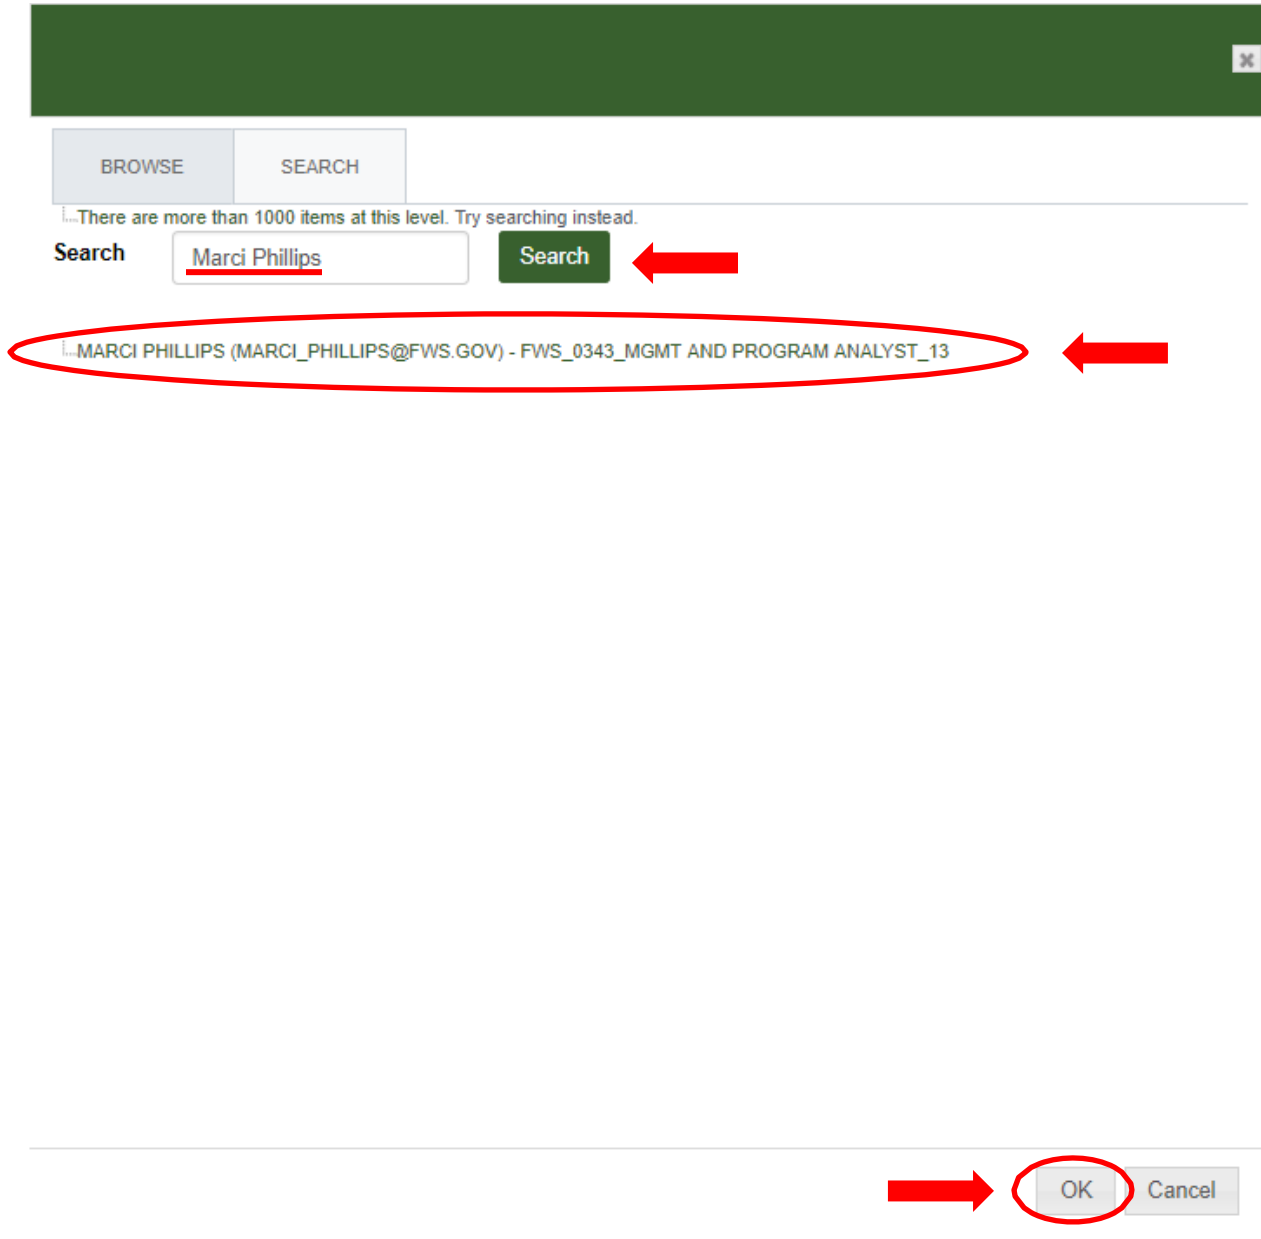 BROWSE SEARCH
There are more than 1000 items at this level. Try searching instead.
Search Marci Phillips Search
MARCI PHILLIPS (MARCI_PHILLIPS@FWS.GOV) - FWS_0343_MGMT AND PROGRAM ANALYST_13
OK Cancel